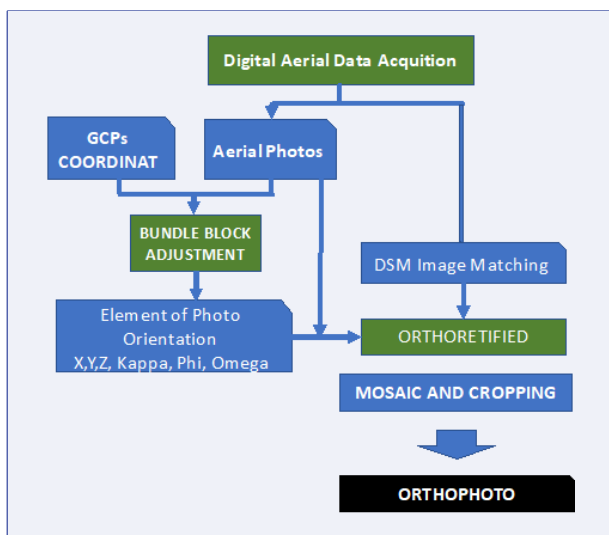 Digital Aerial Data Acqution
GCPs
COORDINAT
Aerial Photos
BUNDLE BLOCK
ADJUSTMENT
DSM Image Matching
Element of Photo
Orientation
X,Y,Z, Kappa, Phi, Omega
ORTHORETIFIED
MOSAIC AND CROPPING
ORTHOPHOTO